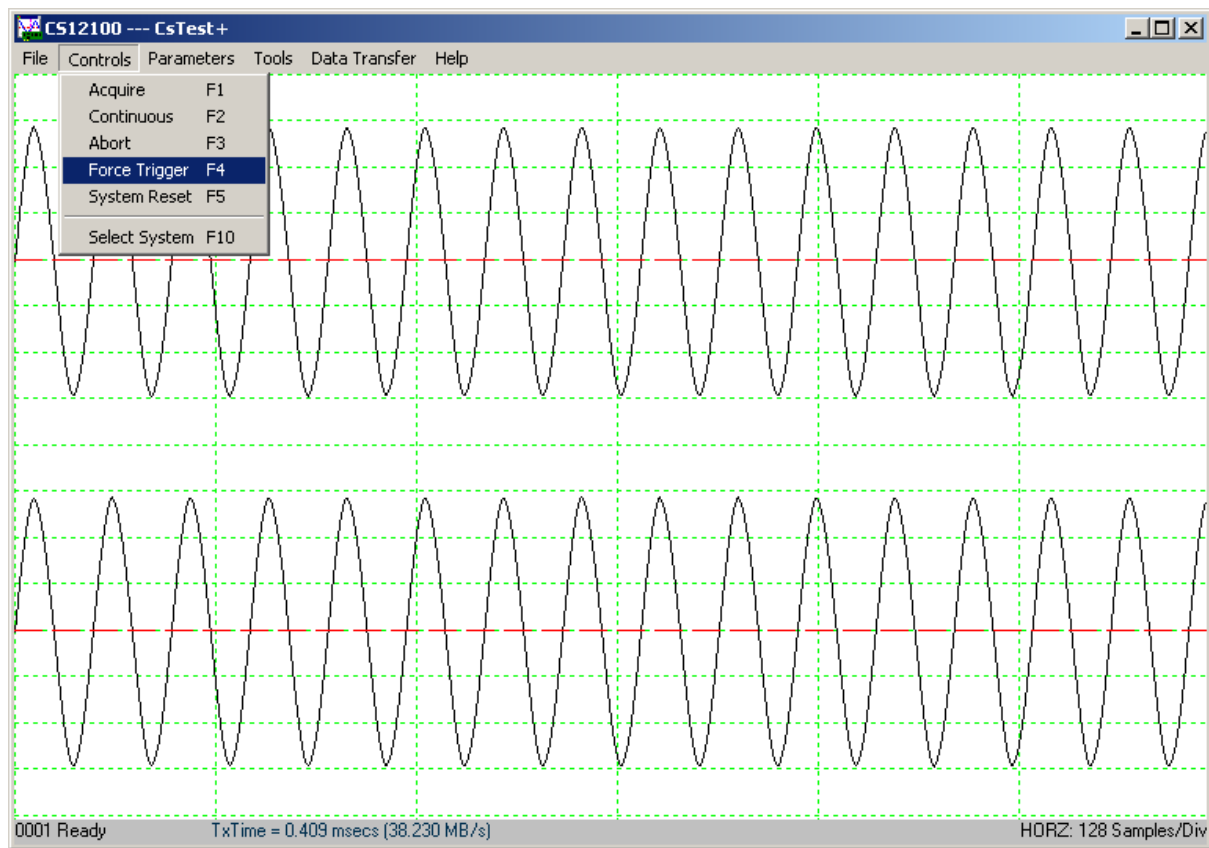 CS12100 --- CsTest+
File Controls Parameters Tools Data Transfer Help
Acquire F1
Continuous F2
Abort F3
Force Trigger F4
System Reset F5
Select System F10
0001 Ready TxTime = 0.409 msecs (38.230 MB/s) HORZ: 128 Samples/Div